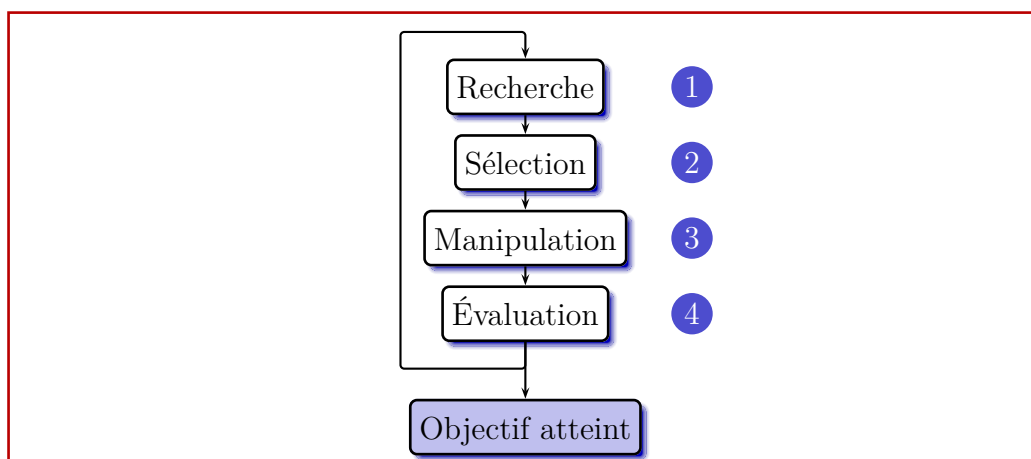 Recherche 1
Sélection 2
Manipulation 3
Évaluation 4
Objectif atteint